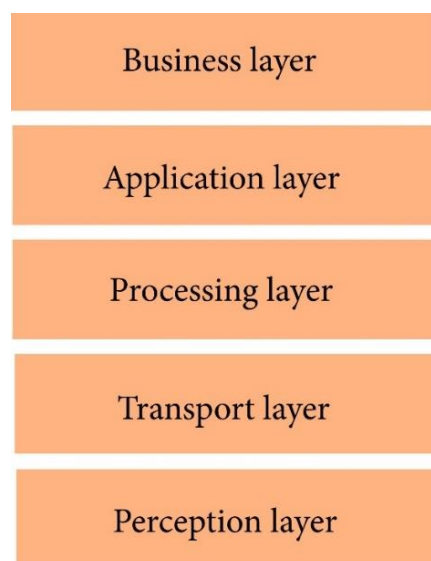 Business layer
Application layer
Processing layer
Transport layer
Perception layer